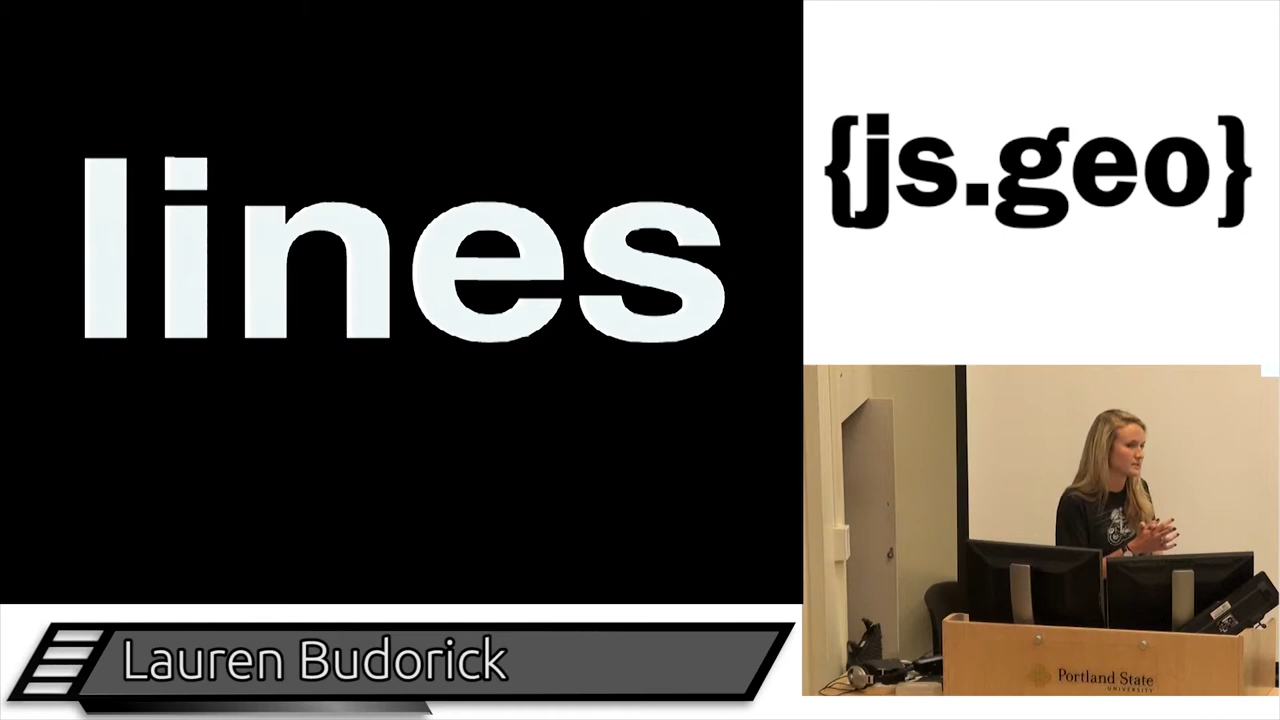 lines
{js.geo}
Portland State
UNIVERSITY
Lauren Budorick